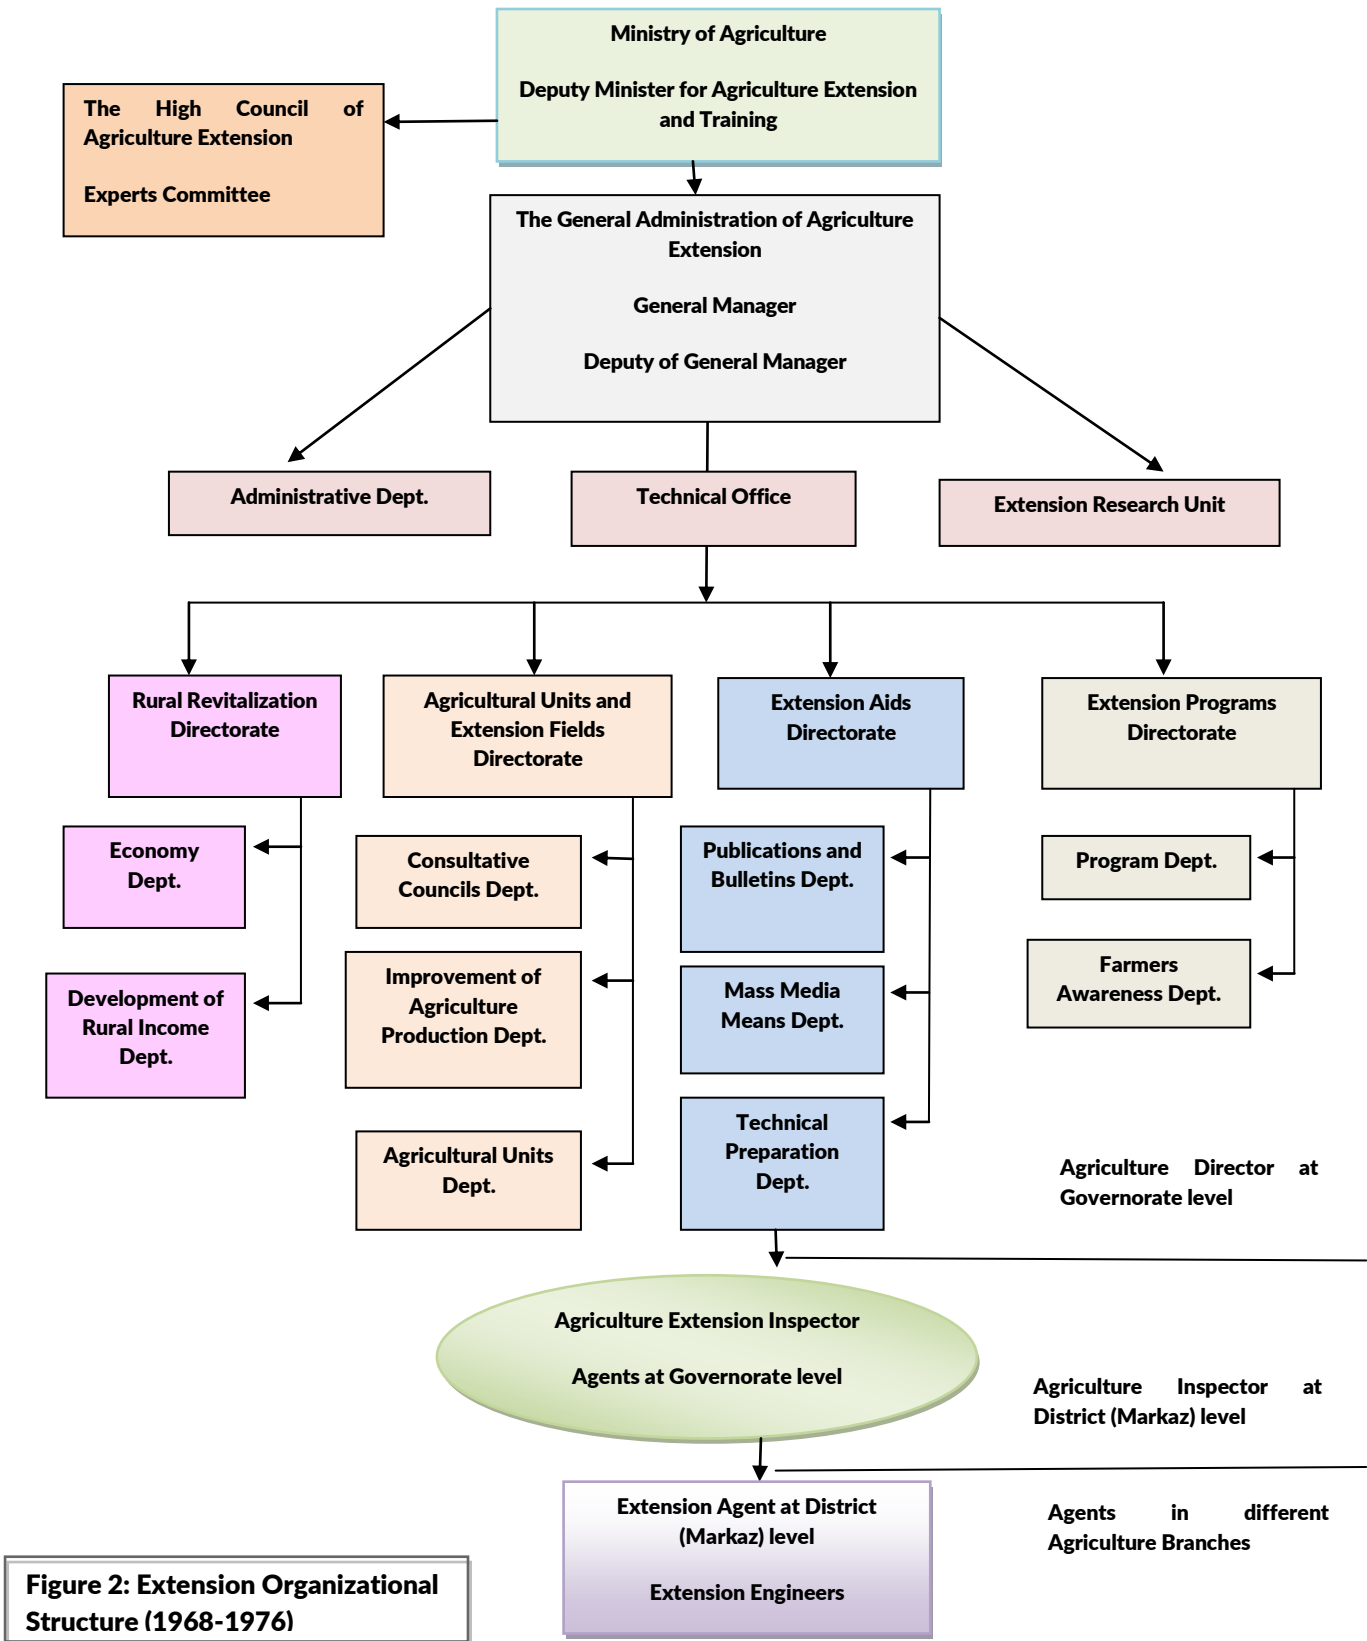 Ministry of Agriculture
Deputy Minister for Agriculture Extension
and Training
The High Council of
Agriculture Extension
Experts Committee
The General Administration of Agriculture
Extension
General Manager
Deputy of General Manager
Administrative Dept.
Technical Office
Extension Research Unit
Rural Revitalization
Directorate
Agricultural Units and
Extension Fields
Directorate
Extension Aids
Directorate
Extension Programs
Directorate
Economy
Dept.
Development of
Rural Income
Dept.
Consultative
Councils Dept.
Improvement of
Agriculture
Production Dept.
Agricultural Units
Dept.
Publications and
Bulletins Dept.
Mass Media
Means Dept.
Technical
Preparation
Dept.
Program Dept.
Farmers
Awareness Dept.
Agriculture Director at
Governorate level
Agriculture Extension Inspector
Agents at Governorate level
Agriculture Inspector at
District (Markaz) level
Extension Agent at District
(Markaz) level
Extension Engineers
Agents in different
Agriculture Branches
Figure 2: Extension Organizational
Structure (1968-1976)